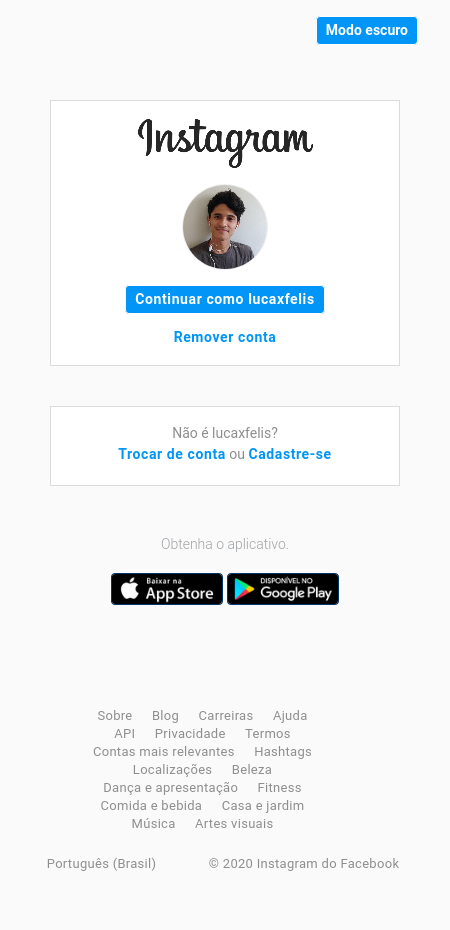 Modo escuro
Instagram
Continuar como lucaxfelis
Remover conta
Não é lucaxfelis?
Trocar de conta ou Cadastre-se
Obtenha o aplicativo.
Baixar na
App Store
DISPONÍVEL NO
Google Play
Sobre Blog Carreiras Ajuda
API Privacidade Termos
Contas mais relevantes Hashtags
Localizações Beleza
Dança e apresentação Fitness
Comida e bebida Casa e jardim
Música Artes visuais
Português (Brasil) © 2020 Instagram do Facebook